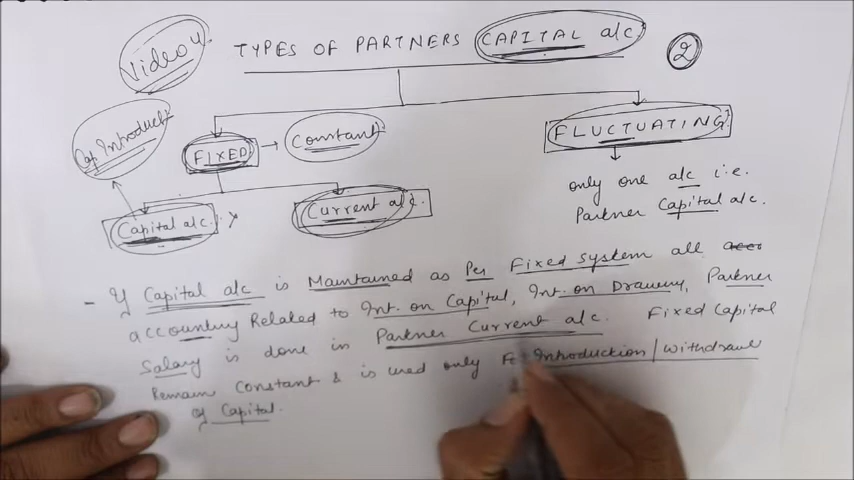 Video 4
TYPES OF PARTNERS CAPITAL a/c
2
Cap Introducti
FIXED → Constant
FLUCTUATING
Capital a/c.
Current a/c.
only one a/c i.e.
Partner Capital a/c.
- If Capital a/c is Maintained as Per Fixed System all
accounting Related to Int. on Capital, Int. on Drawing, Partner
Salary is done in Partner Current a/c. Fixed Capital
Remain Constant & is used only Introduction / withdrawl
of Capital.